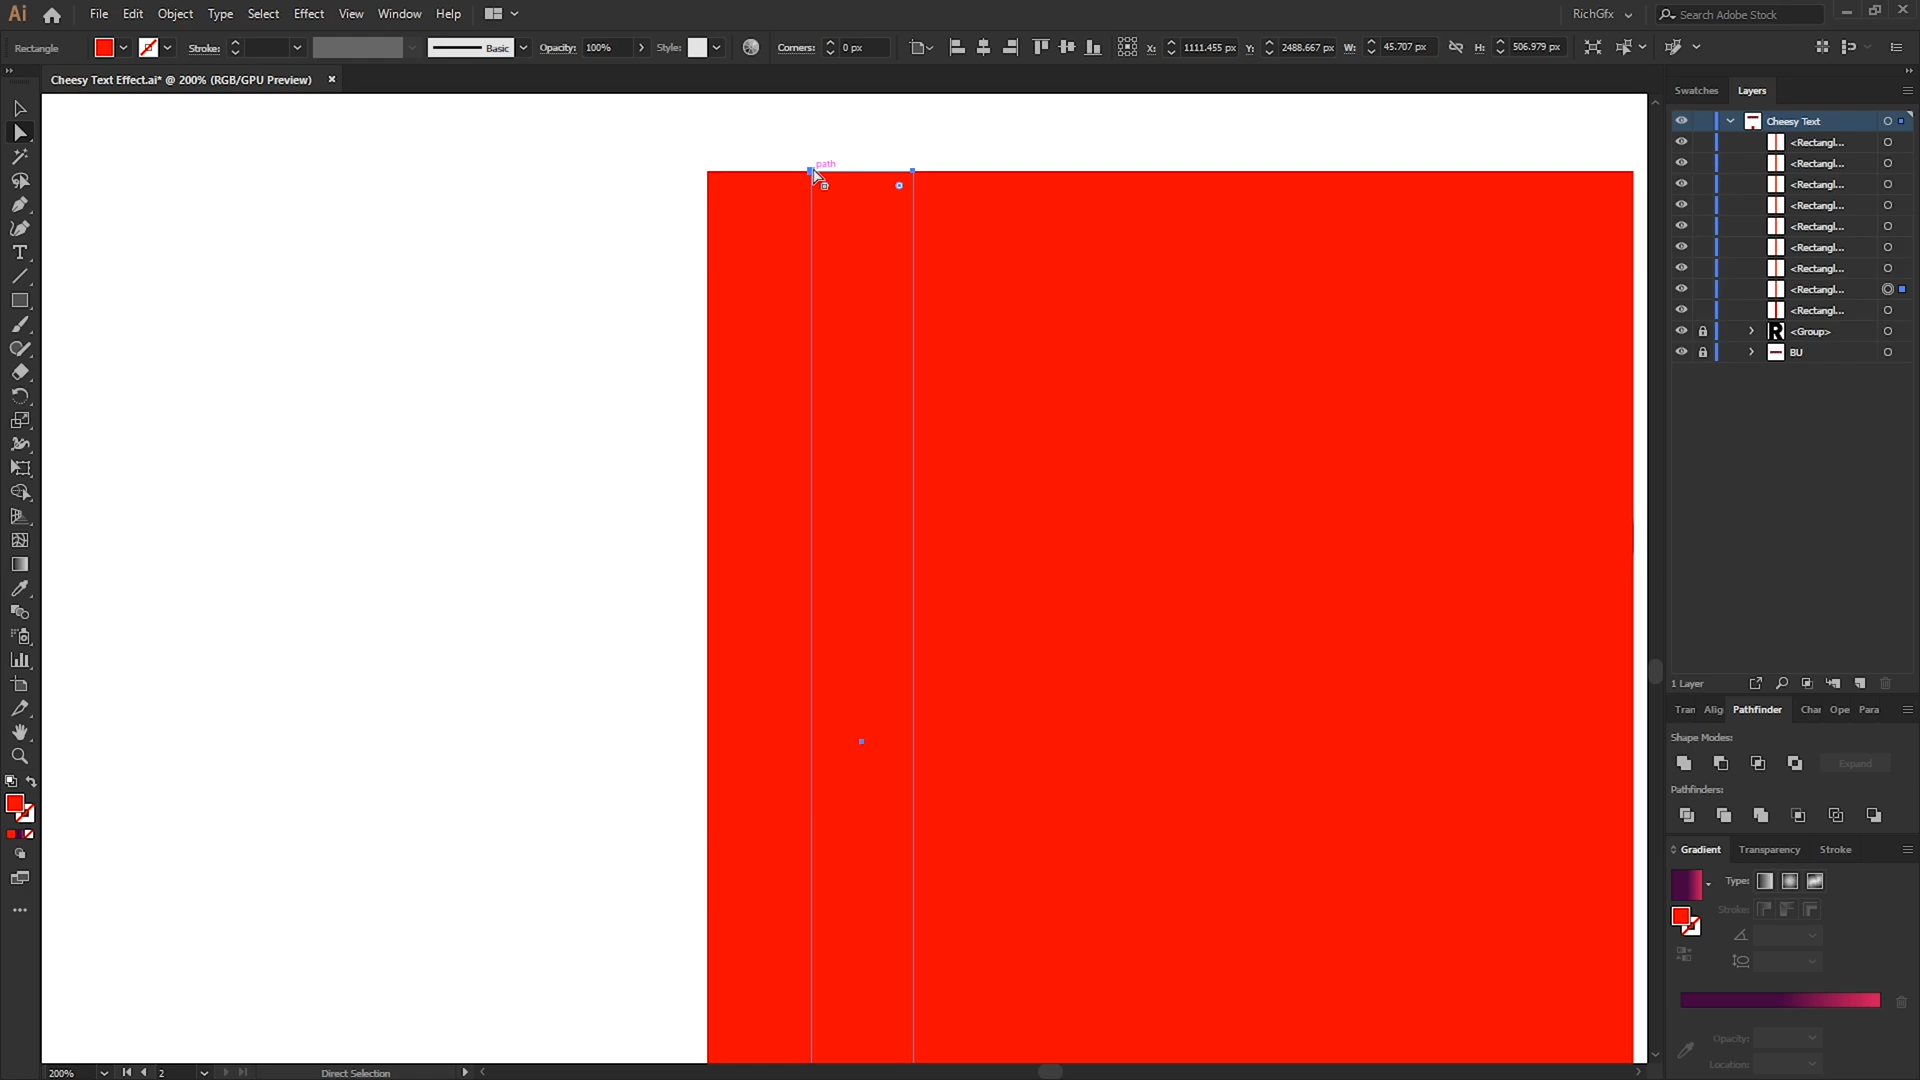 Ai File Edit Object Type Select Effect View Window Help RichGfx Search Adobe Stock
Rectangle Stroke: Basic Opacity: 100% Style: Corners: 0 px X: 1111.455 px Y: 2488.667 px W: 45.707 px H: 506.979 px
Cheesy Text Effect.ai* @ 200% (RGB/GPU Preview) ×
Swatches Layers
Cheesy Text
<Rectangl...
<Rectangl...
<Rectangl...
<Rectangl...
<Rectangl...
<Rectangl...
<Rectangl...
<Rectangl...
<Rectangl...
R <Group>
BU
path
1 Layer
Tran Alig Pathfinder Char Ope Para
Shape Modes:
Expand
Pathfinders:
Gradient Transparency Stroke
Type:
Stroke:
Opacity:
Location:
200% 2 Direct Selection